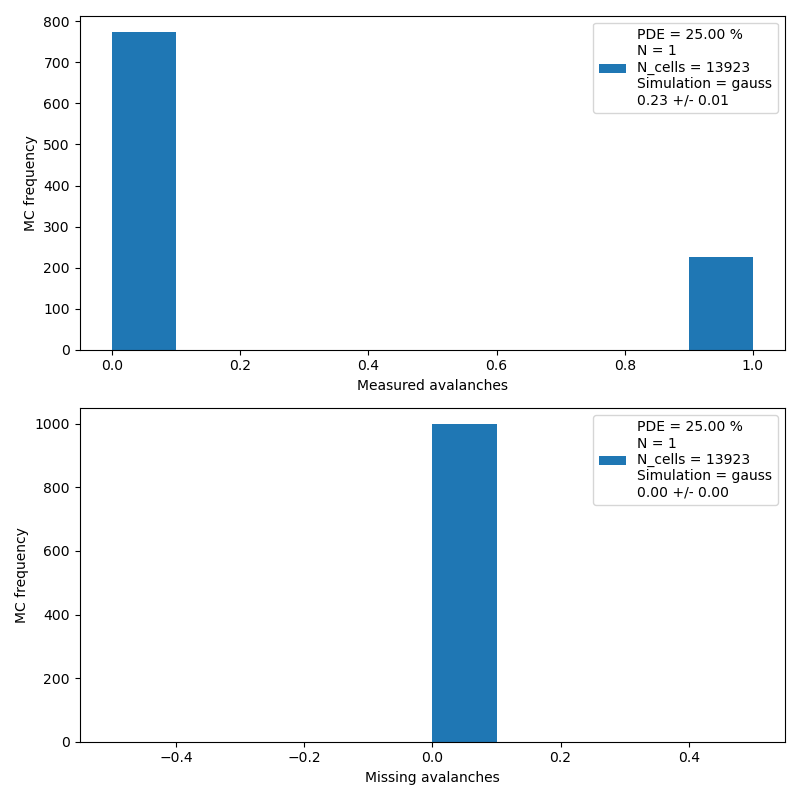 800
700
600
500
400
300
200
100
0
MC frequency
PDE = 25.00 %
N = 1
N_cells = 13923
Simulation = gauss
0.23 +/- 0.01
0.0 0.2 0.4 0.6 0.8 1.0
Measured avalanches
1000
800
600
400
200
0
MC frequency
PDE = 25.00 %
N = 1
N_cells = 13923
Simulation = gauss
0.00 +/- 0.00
−0.4 −0.2 0.0 0.2 0.4
Missing avalanches